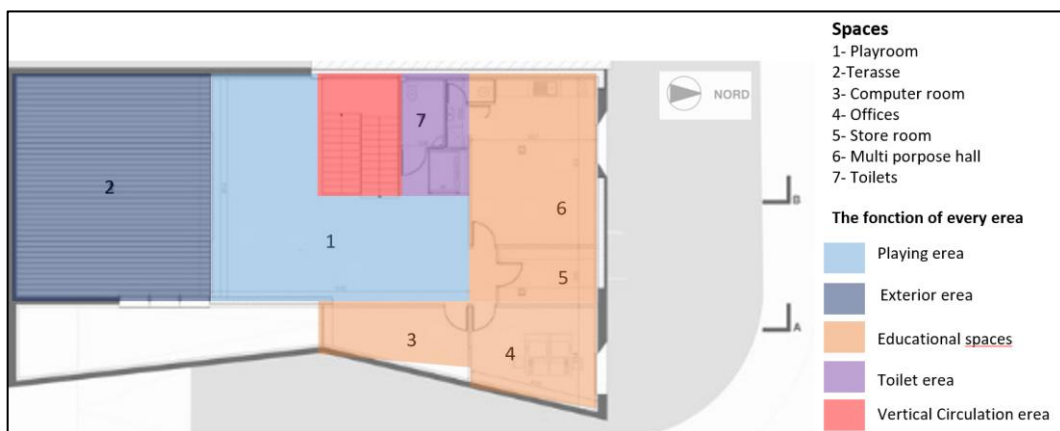 Spaces
1- Playroom
2-Terasse
3- Computer room
4- Offices
5- Store room
6- Multi porpose hall
7- Toilets
NORD
The fonction of every erea
Playing erea
Exterior erea
Educational spaces
Toilet erea
Vertical Circulation erea
7
2
6
B
1
5
3
4
A